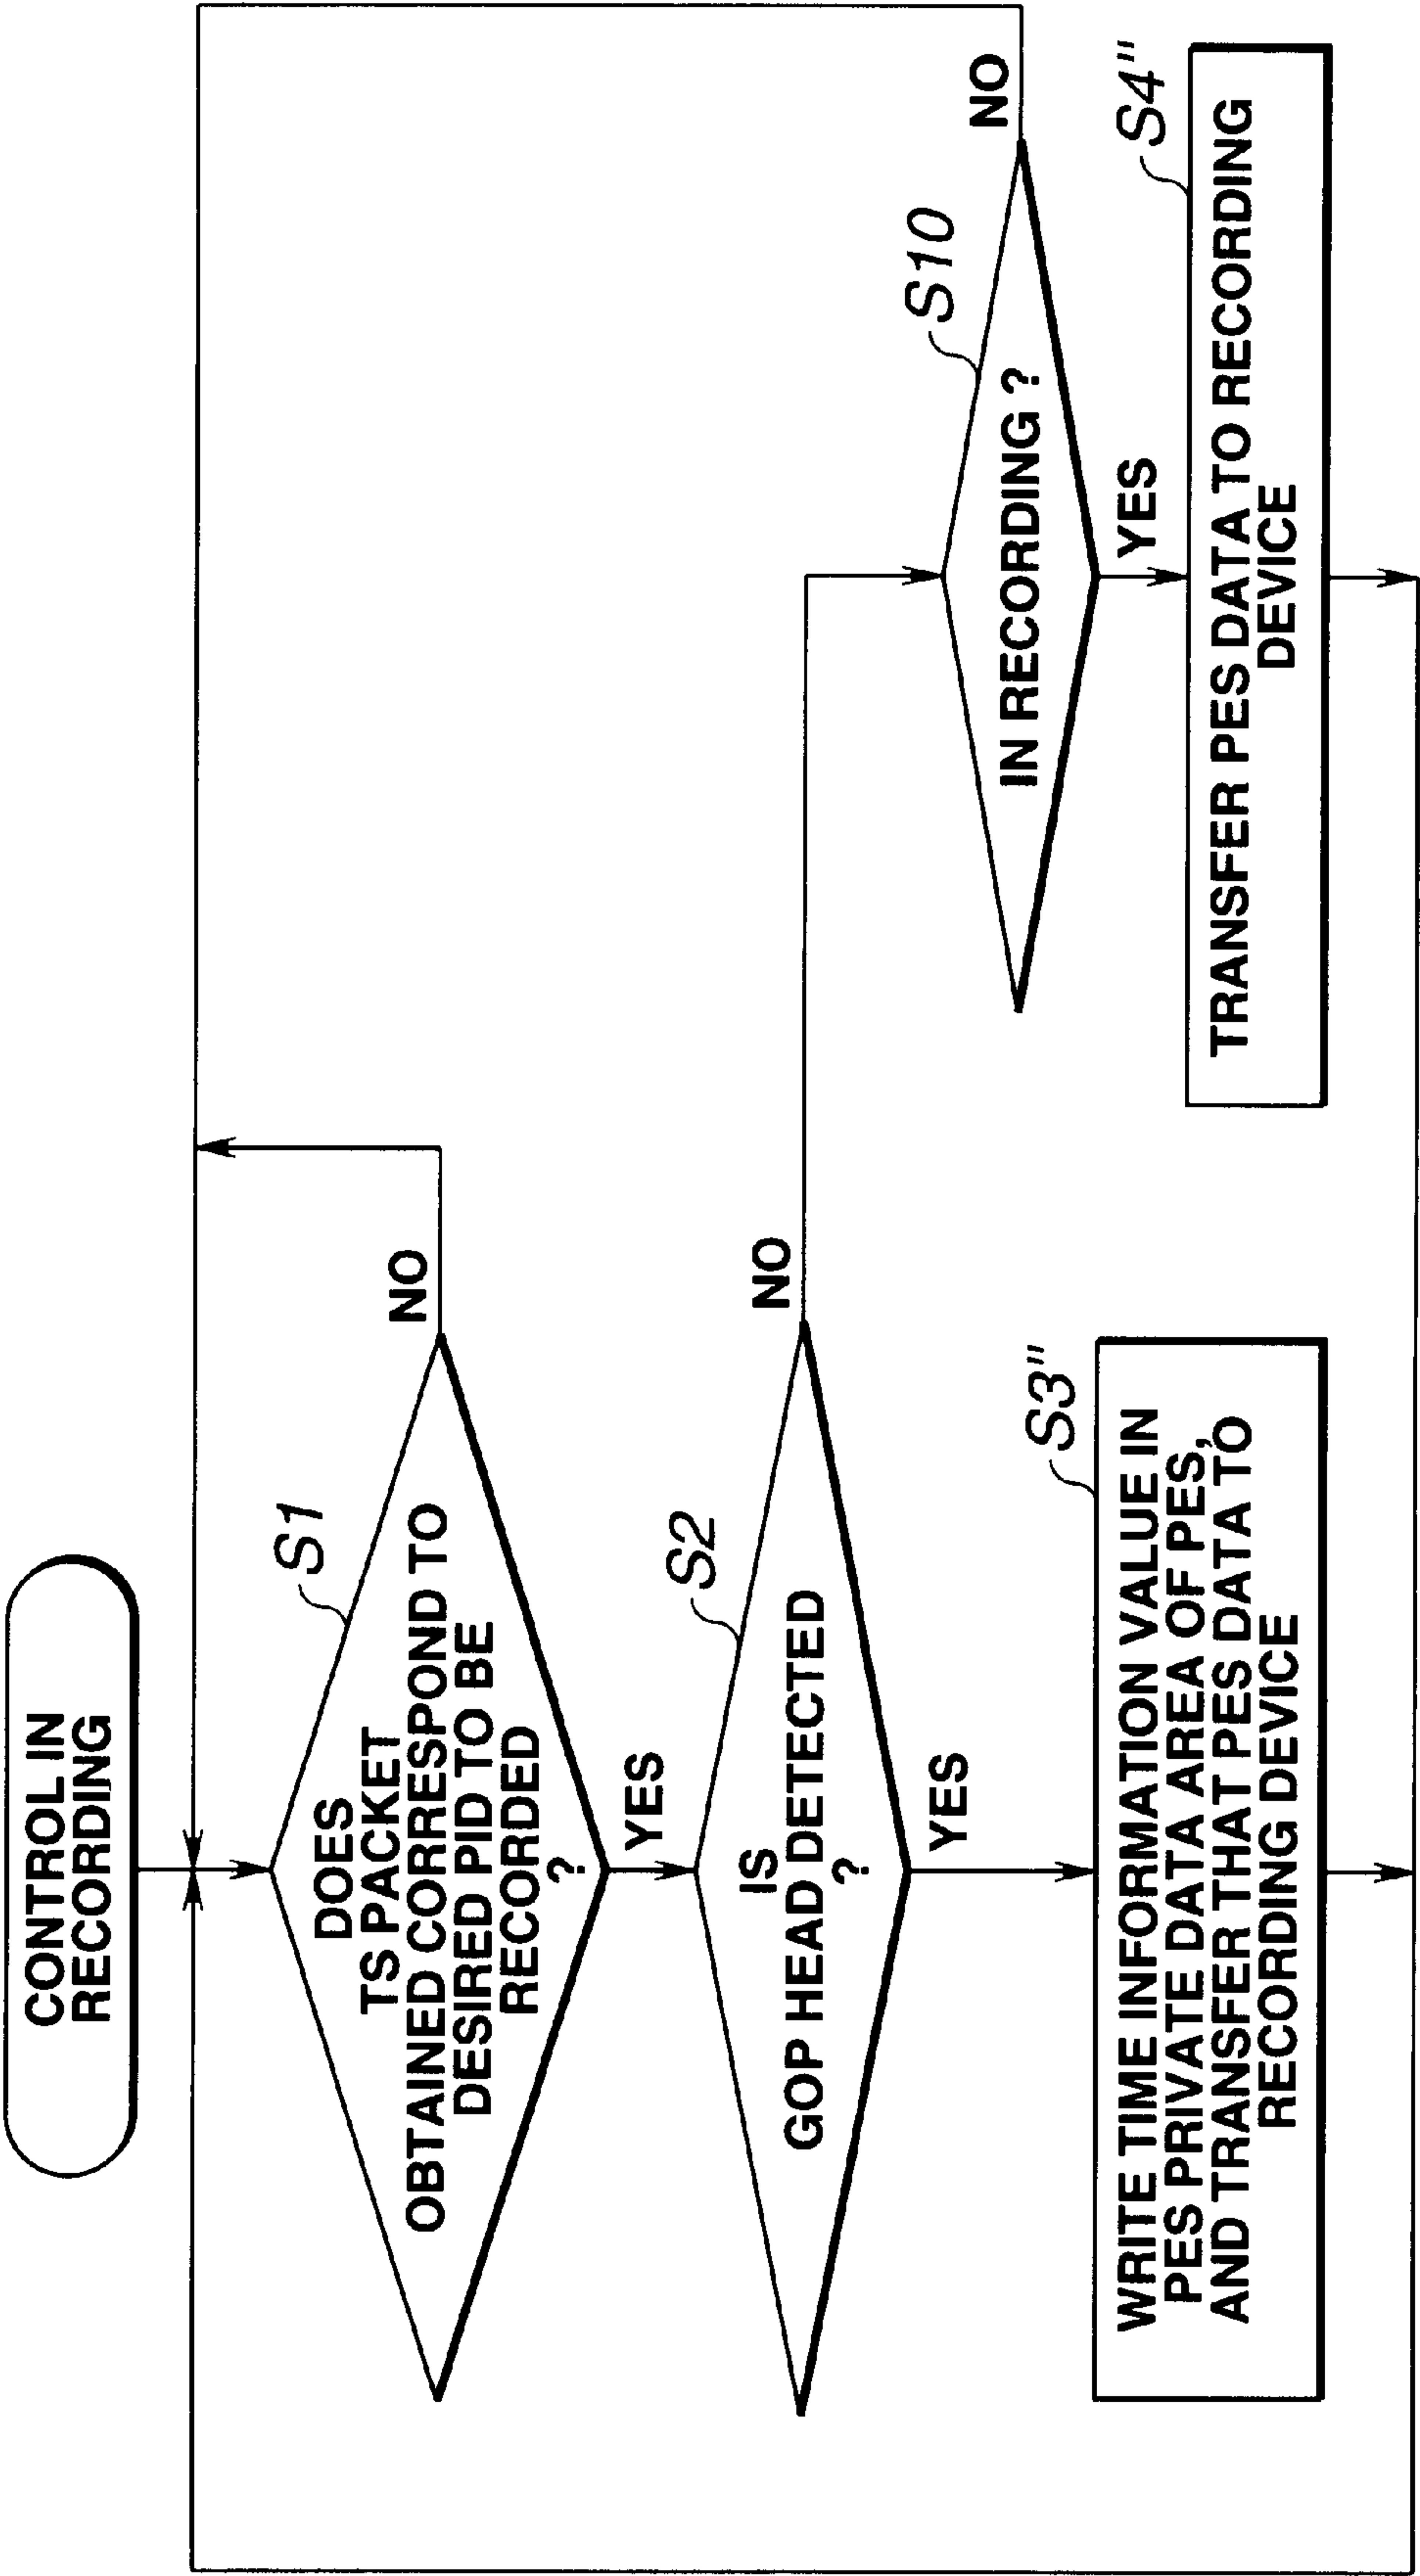 CONTROL IN
RECORDING
S1
DOES
TS PACKET
OBTAINED CORRESPOND TO
DESIRED PID TO BE
RECORDED
?
NO
YES
S2
IS
GOP HEAD DETECTED
?
NO
YES
S3"
WRITE TIME INFORMATION VALUE IN
PES PRIVATE DATA AREA OF PES,
AND TRANSFER THAT PES DATA TO
RECORDING DEVICE
S10
IN RECORDING ?
NO
YES
S4"
TRANSFER PES DATA TO RECORDING
DEVICE